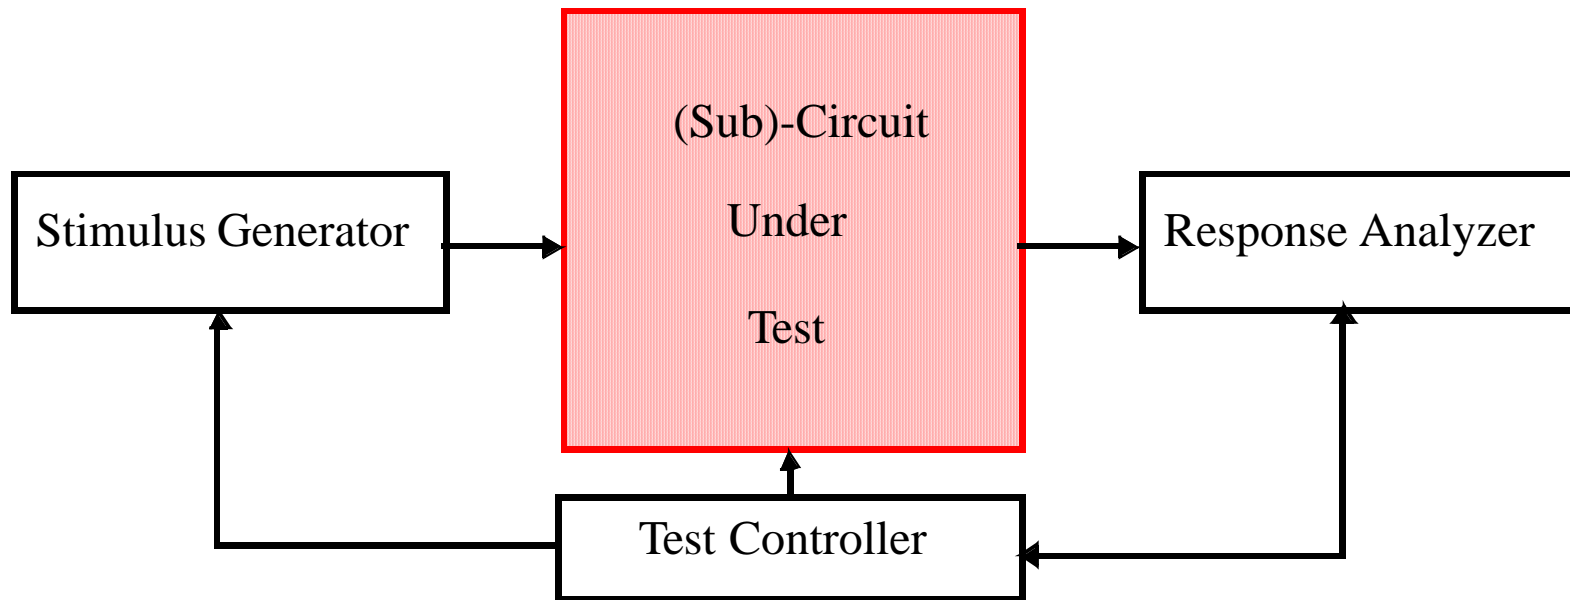 Stimulus Generator
(Sub)-Circuit
Under
Test
Response Analyzer
Test Controller